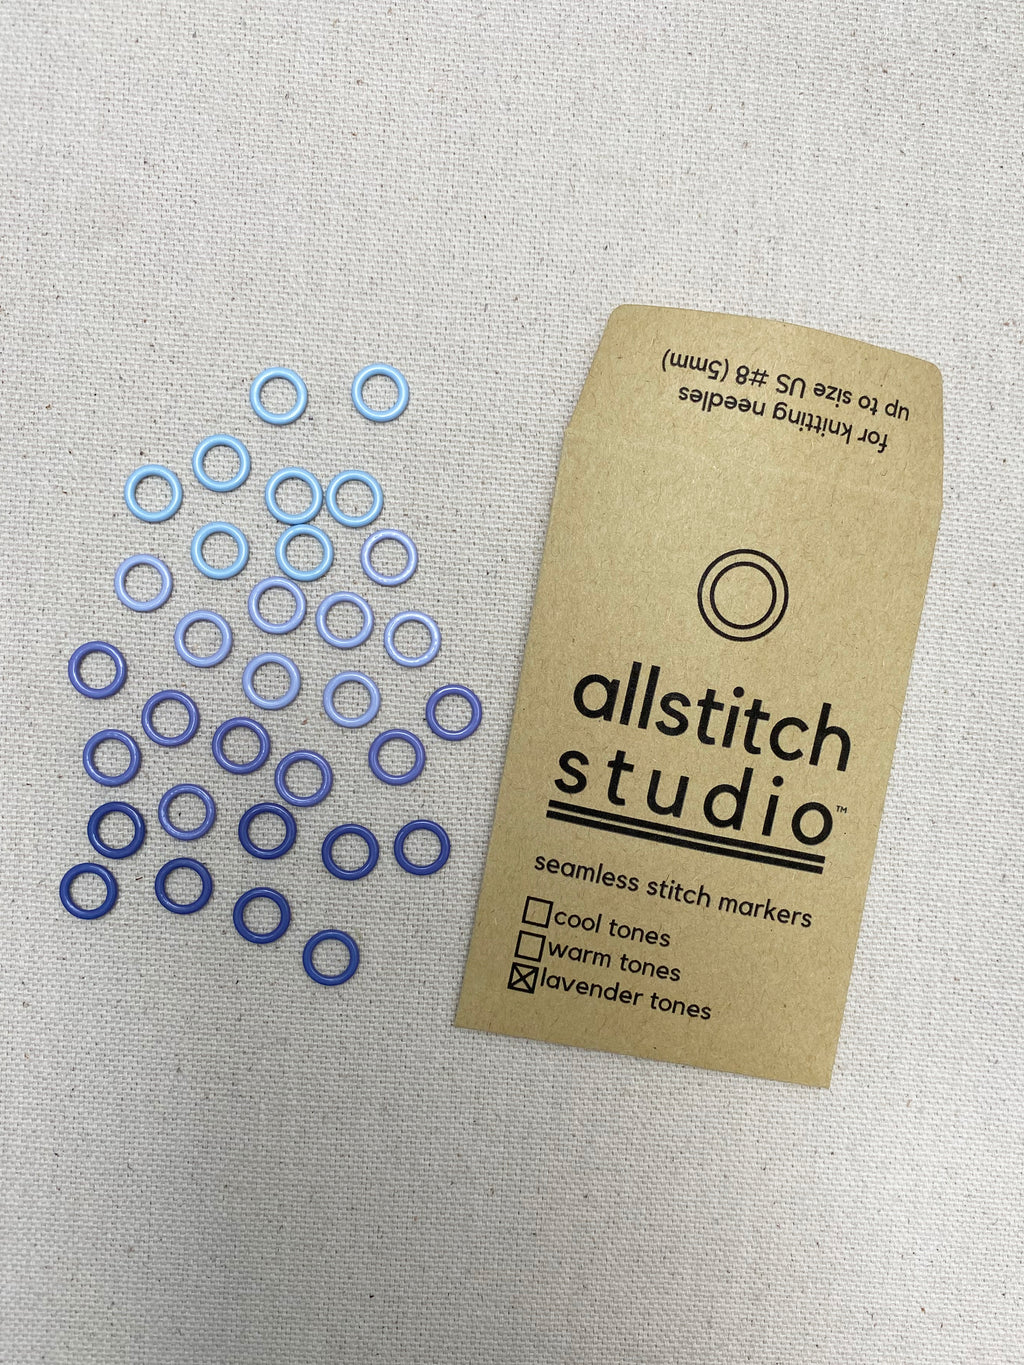 for knitting needles
up to size US #8 (5mm)
allstitch
studio™
seamless stitch markers
cool tones
warm tones
lavender tones